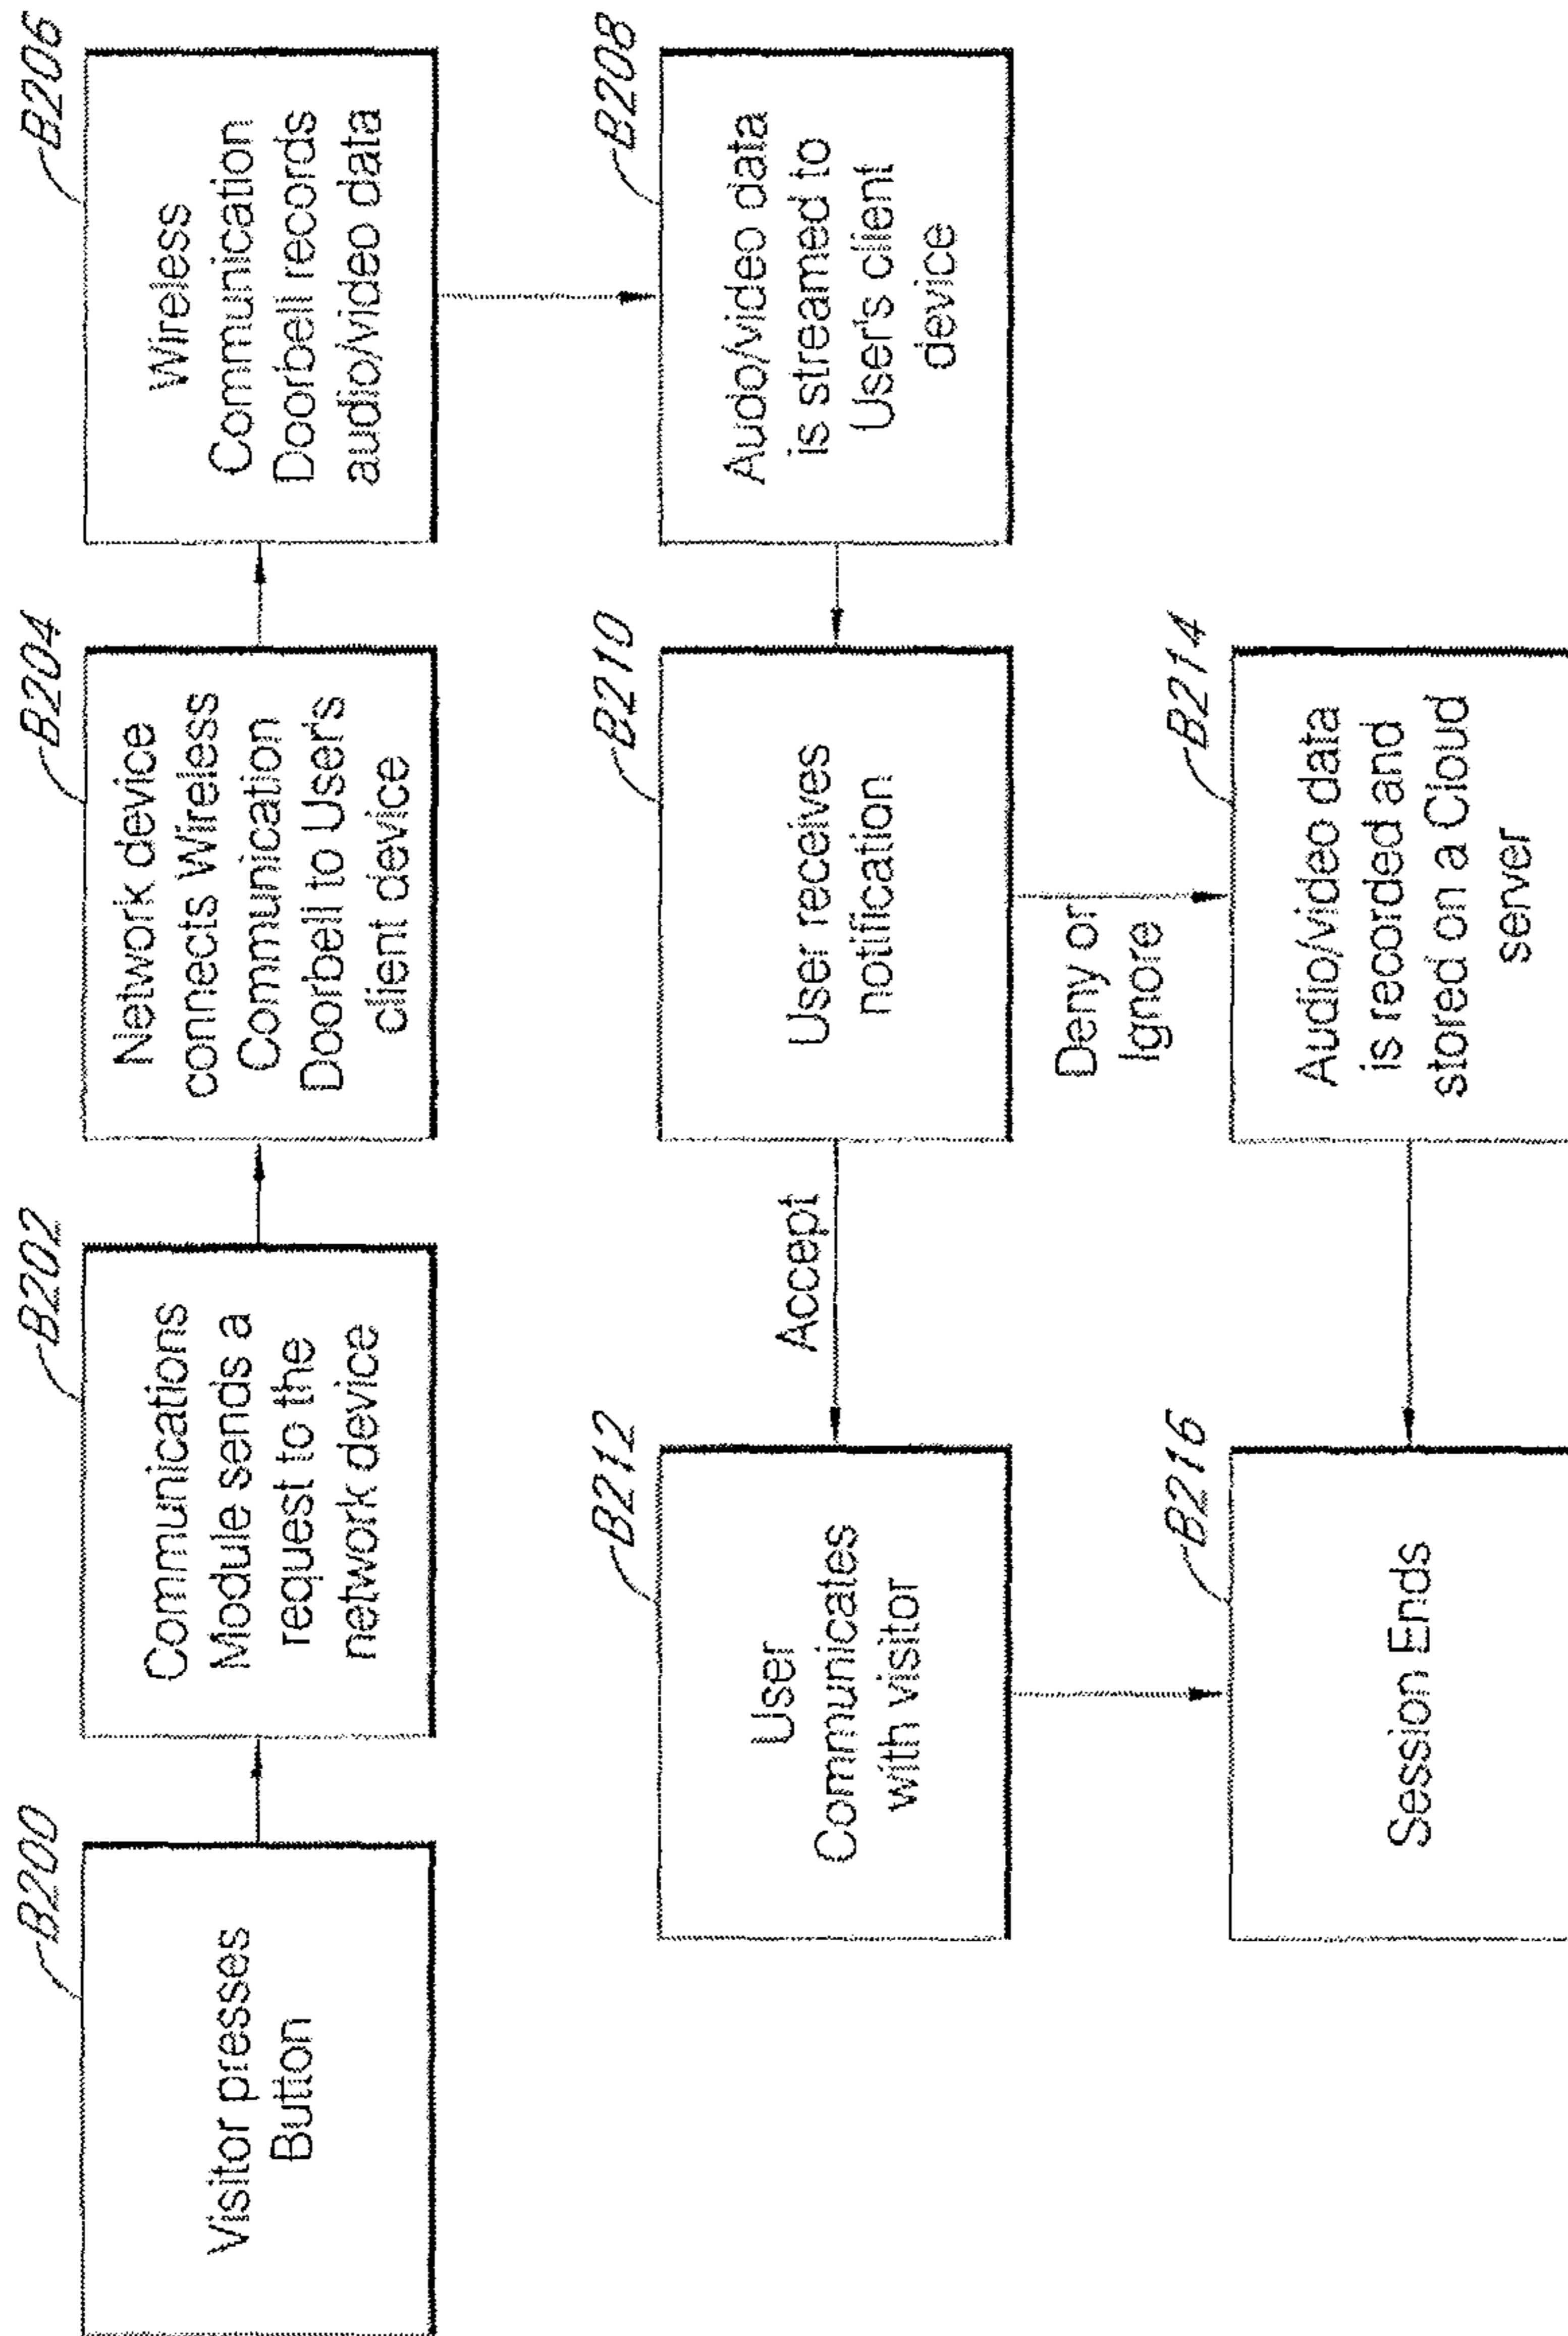 B200
Visitor presses
Button
B202
Communications
Module sends a
request to the
network device
B204
Network device
connects Wireless
Communication
Doorbell to User's
client device
B206
Wireless
Communication
Doorbell records
audio/video data
B208
Audo/video data
is streamed to
User's client
device
B210
User receives
notification
Accept
B212
User
Communicates
with visitor
Deny or
Ignore
B214
Audio/video data
is recorded and
stored on a Cloud
server
B216
Session Ends